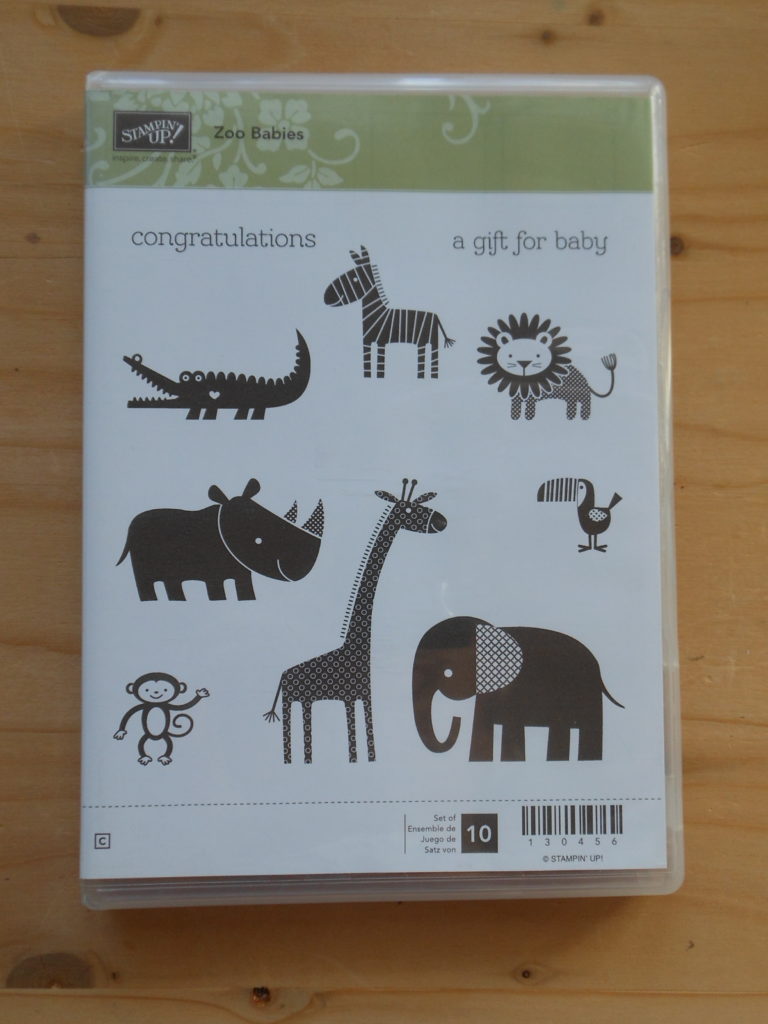 STAMPIN' UP!
inspire. create. share.
Zoo Babies
congratulations
a gift for baby
C
Set of
Ensemble de
Juego de
Satz von
10
130456
© STAMPIN' UP!